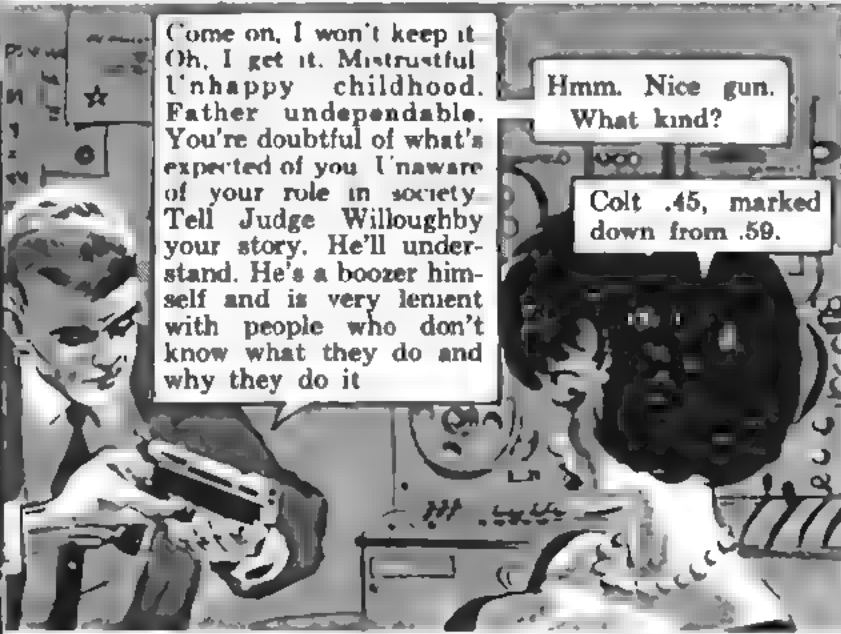 Come on, I won't keep it
Oh, I get it. Mistrustful
Unhappy childhood.
Father undependable.
You're doubtful of what's
expected of you Unaware
of your role in society
Tell Judge Willoughby
your story. He'll under-
stand. He's a boozer him-
self and is very lenient
with people who don't
know what they do and
why they do it
Hmm. Nice gun.
What kind?
Colt .45, marked
down from .59.